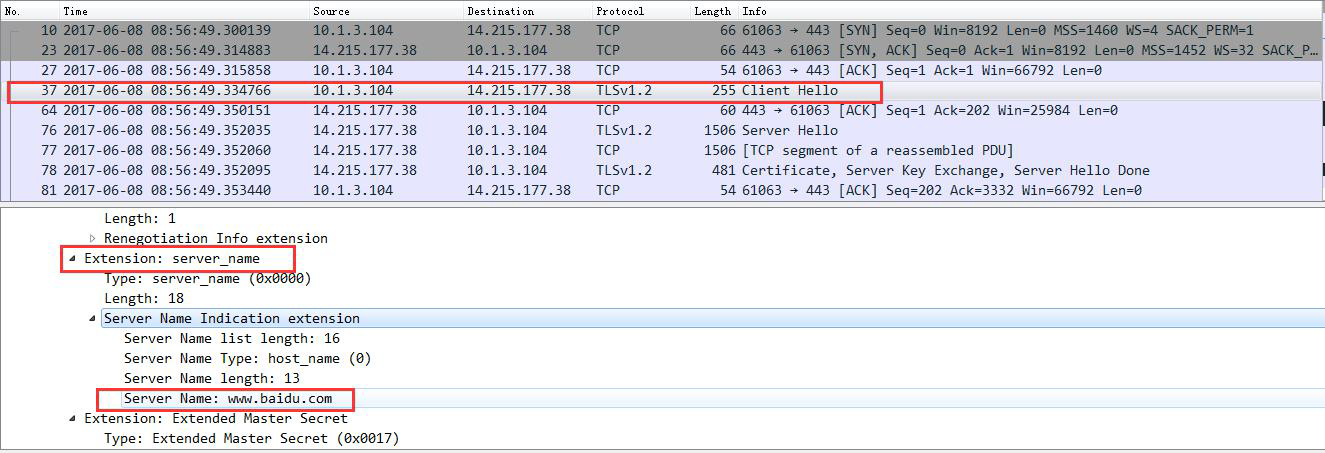 No. Time Source Destination Protocol Length Info
10 2017-06-08 08:56:49.300139 10.1.3.104 14.215.177.38 TCP 66 61063 → 443 [SYN] Seq=0 Win=8192 Len=0 MSS=1460 WS=4 SACK_PERM=1
23 2017-06-08 08:56:49.314883 14.215.177.38 10.1.3.104 TCP 66 443 → 61063 [SYN, ACK] Seq=0 Ack=1 Win=8192 Len=0 MSS=1452 WS=32 SACK_P…
27 2017-06-08 08:56:49.315858 10.1.3.104 14.215.177.38 TCP 54 61063 → 443 [ACK] Seq=1 Ack=1 Win=66792 Len=0
37 2017-06-08 08:56:49.334766 10.1.3.104 14.215.177.38 TLSv1.2 255 Client Hello
64 2017-06-08 08:56:49.350151 14.215.177.38 10.1.3.104 TCP 60 443 → 61063 [ACK] Seq=1 Ack=202 Win=25984 Len=0
76 2017-06-08 08:56:49.352035 14.215.177.38 10.1.3.104 TLSv1.2 1506 Server Hello
77 2017-06-08 08:56:49.352060 14.215.177.38 10.1.3.104 TCP 1506 [TCP segment of a reassembled PDU]
78 2017-06-08 08:56:49.352095 14.215.177.38 10.1.3.104 TLSv1.2 481 Certificate, Server Key Exchange, Server Hello Done
81 2017-06-08 08:56:49.353440 10.1.3.104 14.215.177.38 TCP 54 61063 → 443 [ACK] Seq=202 Ack=3332 Win=66792 Len=0
Length: 1
Renegotiation Info extension
Extension: server_name
Type: server_name (0x0000)
Length: 18
Server Name Indication extension
Server Name list length: 16
Server Name Type: host_name (0)
Server Name length: 13
Server Name: www.baidu.com
Extension: Extended Master Secret
Type: Extended Master Secret (0x0017)